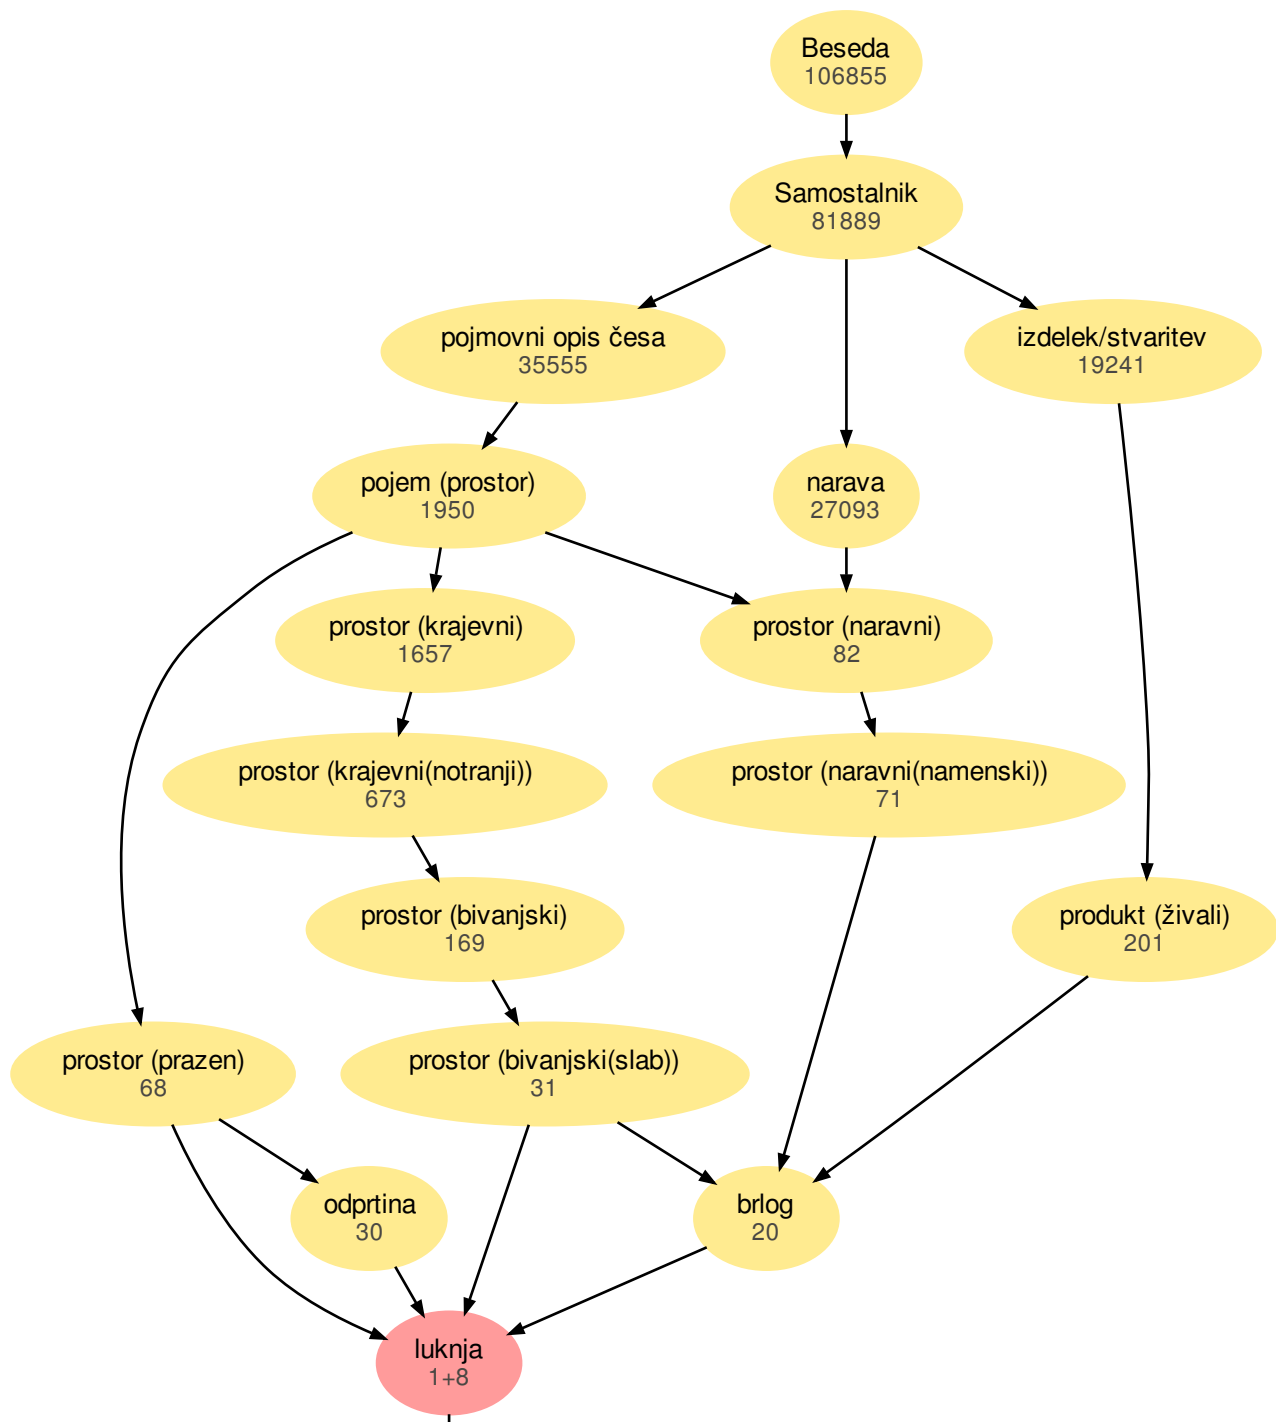 Beseda
106855
Samostalnik
81889
pojmovni opis česa
35555
izdelek/stvaritev
19241
pojem (prostor)
1950
narava
27093
prostor (krajevni)
1657
prostor (naravni)
82
prostor (krajevni(notranji))
673
prostor (naravni(namenski))
71
prostor (bivanjski)
169
produkt (živali)
201
prostor (prazen)
68
prostor (bivanjski(slab))
31
odprtina
30
brlog
20
luknja
1+8